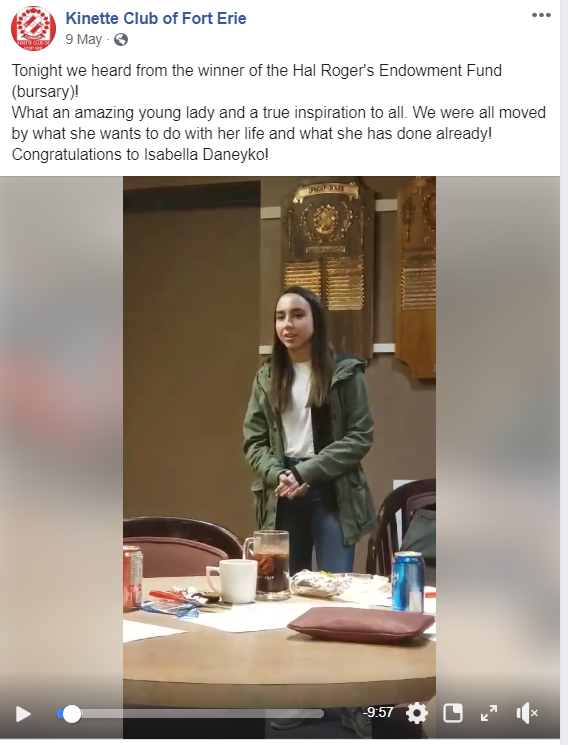 Kinette Club of Fort Erie
9 May ·
Tonight we heard from the winner of the Hal Roger's Endowment Fund
(bursary)!
What an amazing young lady and a true inspiration to all. We were all moved
by what she wants to do with her life and what she has done already!
Congratulations to Isabella Daneyko!
-9:57